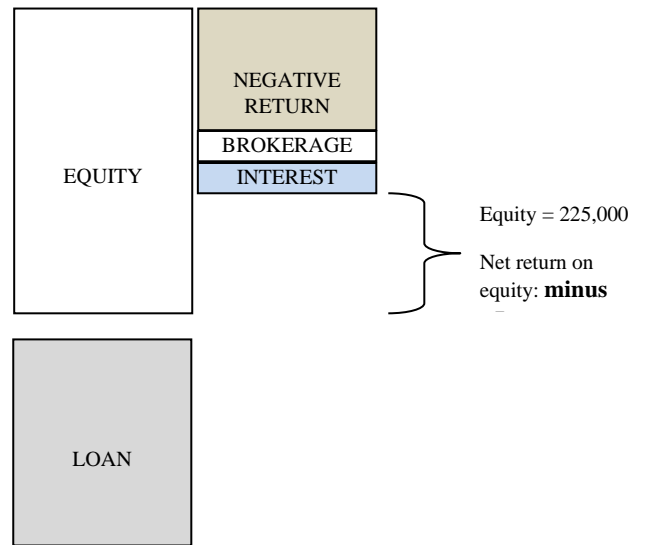 NEGATIVE
RETURN
BROKERAGE
EQUITY
INTEREST
Equity = 225,000
Net return on
equity: minus
LOAN